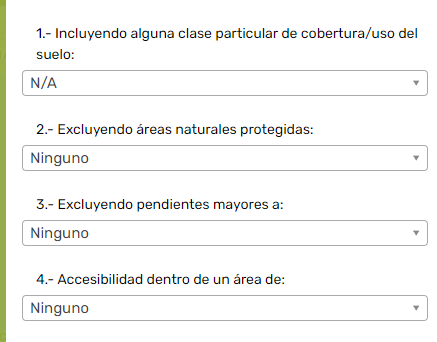 1.- Incluyendo alguna clase particular de cobertura/uso del
suelo:
N/A
2.- Excluyendo áreas naturales protegidas:
Ninguno
3.- Excluyendo pendientes mayores a:
Ninguno
4.- Accesibilidad dentro de un área de:
Ninguno